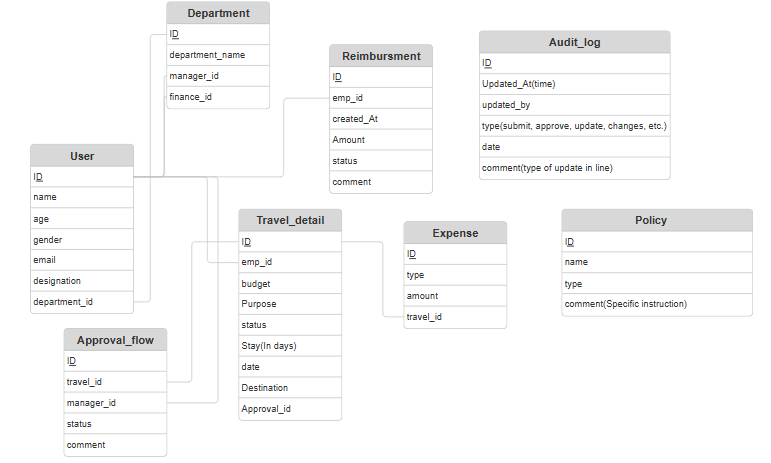 Department
ID
department_name
manager_id
finance_id
Reimbursment
ID
emp_id
created_At
Amount
status
comment
Audit_log
ID
Updated_At(time)
updated_by
type(submit, approve, update, changes, etc.)
date
comment(type of update in line)
User
ID
name
age
gender
email
designation
department_id
Travel_detail
ID
emp_id
budget
Purpose
status
Stay(In days)
date
Destination
Approval_id
Expense
ID
type
amount
travel_id
Policy
ID
name
type
comment(Specific instruction)
Approval_flow
ID
travel_id
manager_id
status
comment